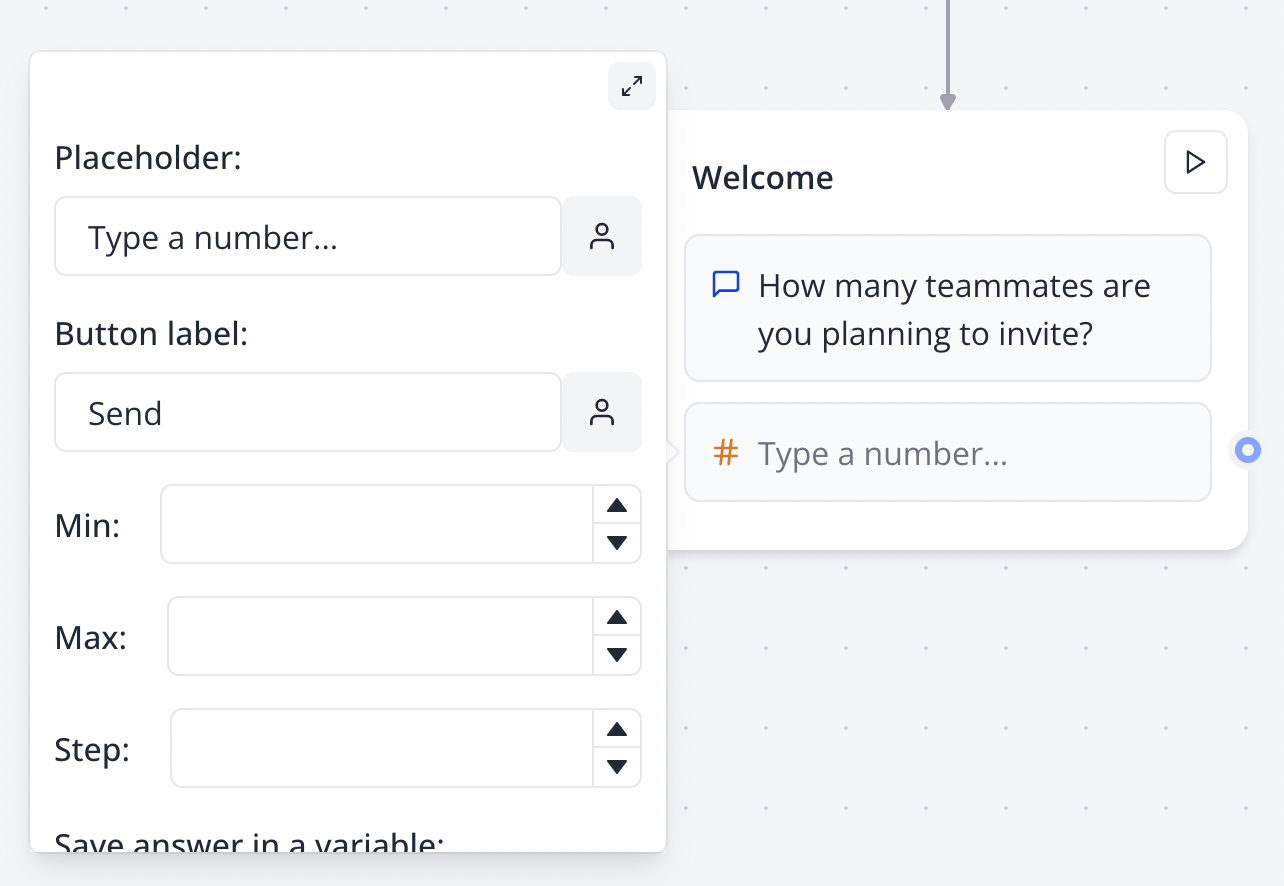 Placeholder:
Type a number...
Button label:
Send
Min:
Max:
Step:
Save answer in a variable:
Welcome
How many teammates are
you planning to invite?
Type a number...